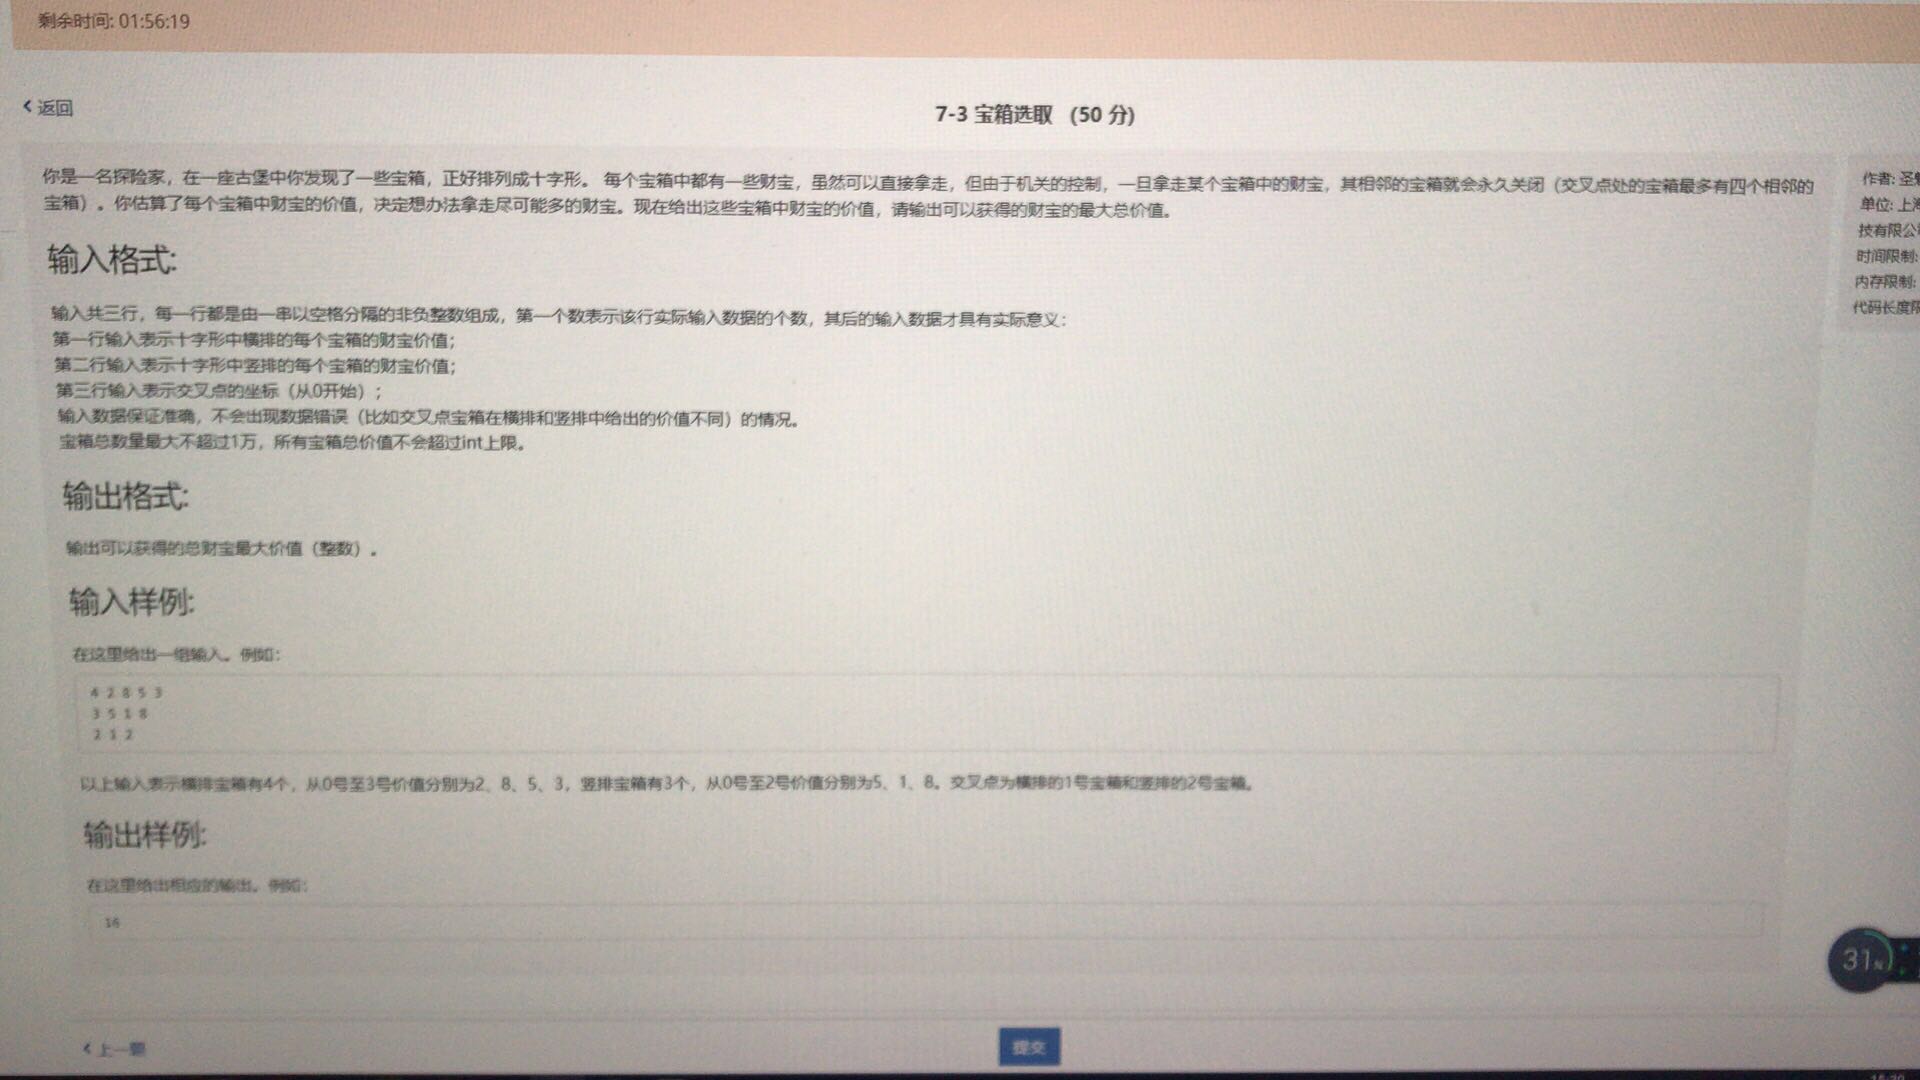 剩余时间: 01:56:19
返回
7-3 宝箱选取 (50 分)
你是一名探险家，在一座古堡中你发现了一些宝箱，正好排列成十字形。 每个宝箱中都有一些财宝，虽然可以直接拿走，但由于机关的控制，一旦拿走某个宝箱中的财宝，其相邻的宝箱就会永久关闭（交叉点处的宝箱最多有四个相邻的
宝箱）。你估算了每个宝箱中财宝的价值，决定想办法拿走尽可能多的财宝。现在给出这些宝箱中财宝的价值，请输出可以获得的财宝的最大总价值。
作者: 圣
单位: 上海
技有限公
时间限制:
内存限制:
代码长度限
输入格式:
输入共三行，每一行都是由一串以空格分隔的非负整数组成，第一个数表示该行实际输入数据的个数，其后的输入数据才具有实际意义：
第一行输入表示十字形中横排的每个宝箱的财宝价值；
第二行输入表示十字形中竖排的每个宝箱的财宝价值；
第三行输入表示交叉点的坐标（从0开始）；
输入数据保证准确，不会出现数据错误（比如交叉点宝箱在横排和竖排中给出的价值不同）的情况。
宝箱总数量最大不超过1万，所有宝箱总价值不会超过int上限。
输出格式:
输出可以获得的总财宝最大价值（整数）。
输入样例:
在这里给出一组输入。例如：
4 2 8 5 3
3 5 1 8
2 1 2
以上输入表示横排宝箱有4个，从0号至3号价值分别为2、8、5、3，竖排宝箱有3个，从0号至2号价值分别为5、1、8。交叉点为横排的1号宝箱和竖排的2号宝箱。
输出样例:
在这里给出相应的输出。例如：
16
31
上一题
提交